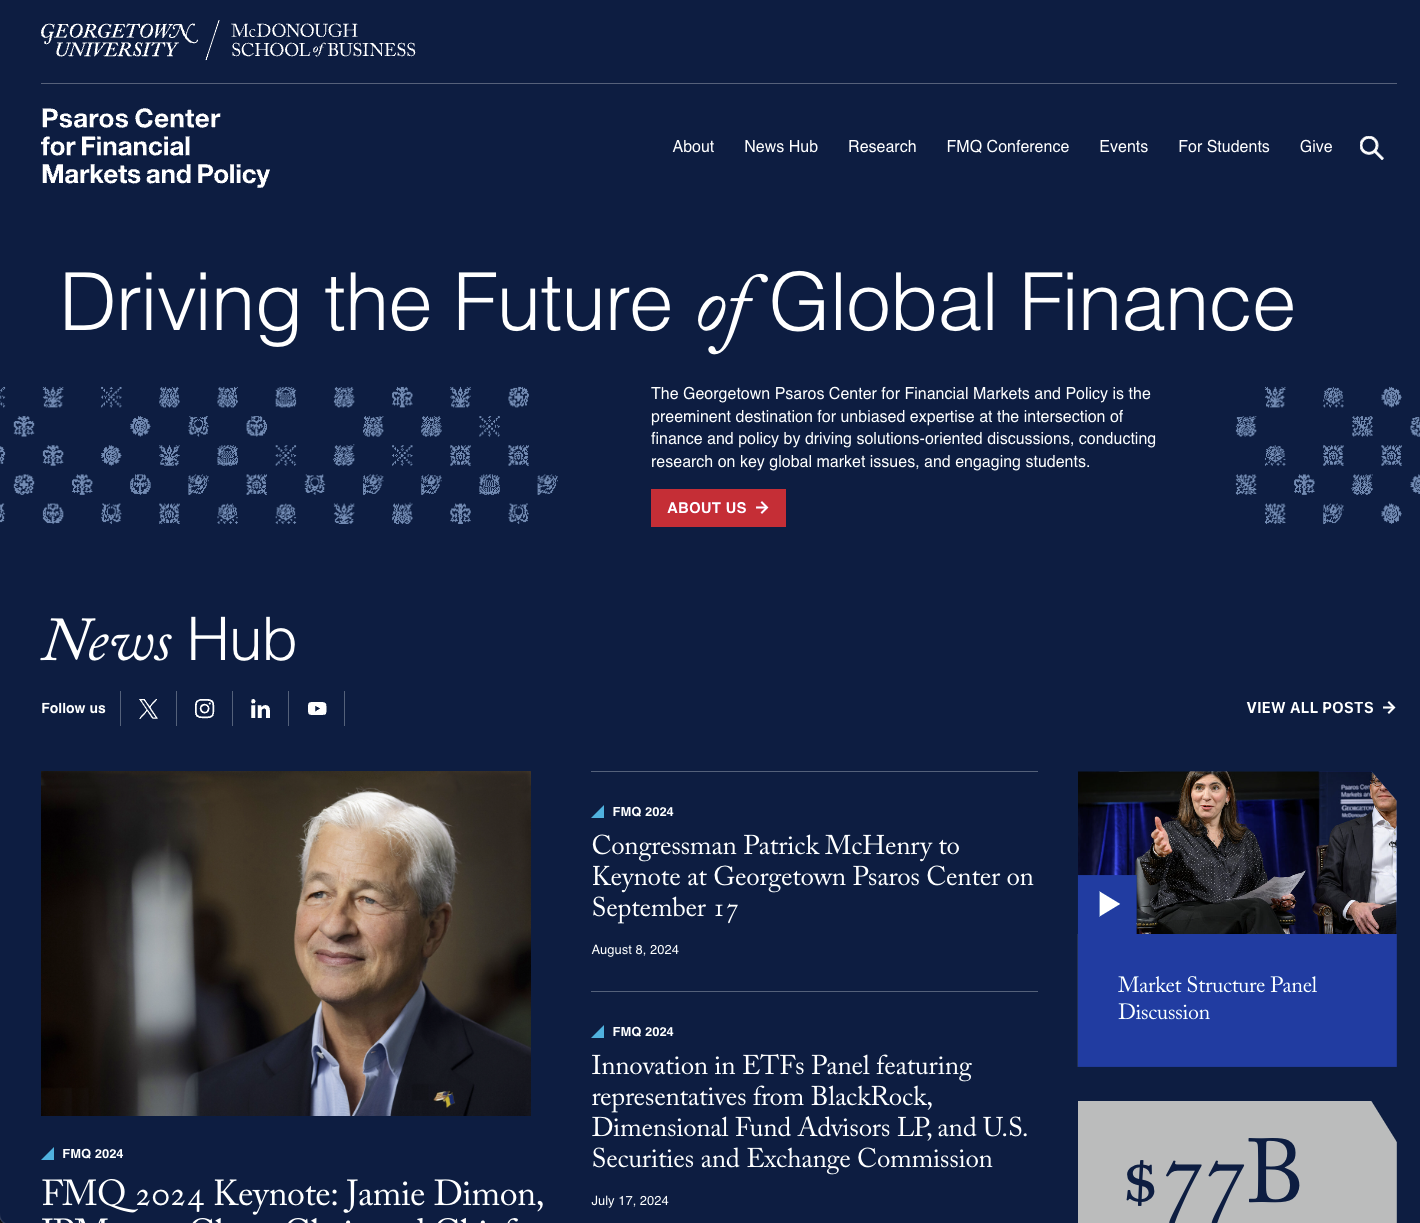 GEORGETOWN
UNIVERSITY
McDONOUGH
SCHOOL of BUSINESS
Psaros Center
for Financial
Markets and Policy
About News Hub Research FMQ Conference Events For Students Give
Driving the Future of Global Finance
The Georgetown Psaros Center for Financial Markets and Policy is the
preeminent destination for unbiased expertise at the intersection of
finance and policy by driving solutions-oriented discussions, conducting
research on key global market issues, and engaging students.
ABOUT US
News Hub
Follow us
VIEW ALL POSTS
FMQ 2024
FMQ 2024 Keynote: Jamie Dimon,
FMQ 2024
Congressman Patrick McHenry to
Keynote at Georgetown Psaros Center on
September 17
August 8, 2024
FMQ 2024
Innovation in ETFs Panel featuring
representatives from BlackRock,
Dimensional Fund Advisors LP, and U.S.
Securities and Exchange Commission
July 17, 2024
Market Structure Panel
Discussion
$77B